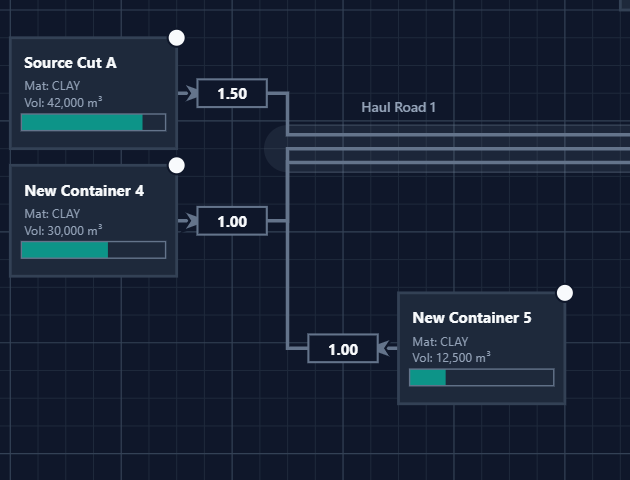 Source Cut A
Mat: CLAY
Vol: 42,000 m³
1.50
Haul Road 1
New Container 4
Mat: CLAY
Vol: 30,000 m³
1.00
New Container 5
Mat: CLAY
Vol: 12,500 m³
1.00